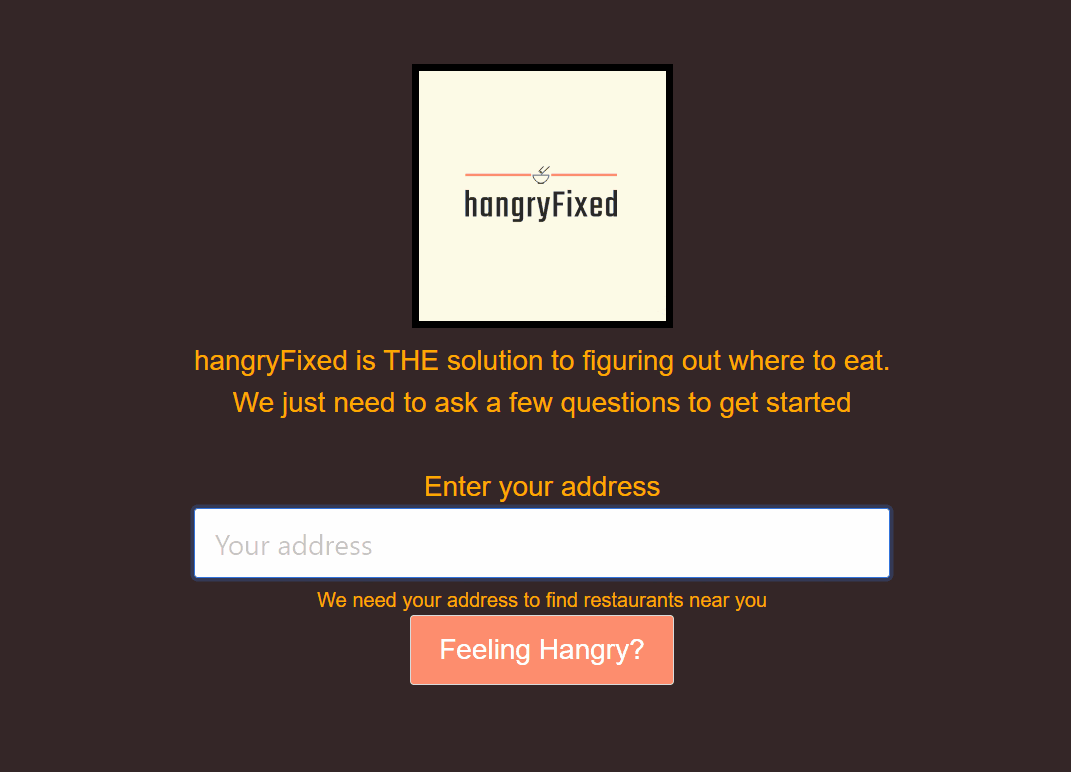 hangryFixed
hangryFixed is THE solution to figuring out where to eat.
We just need to ask a few questions to get started
Enter your address
Your address
We need your address to find restaurants near you
Feeling Hangry?